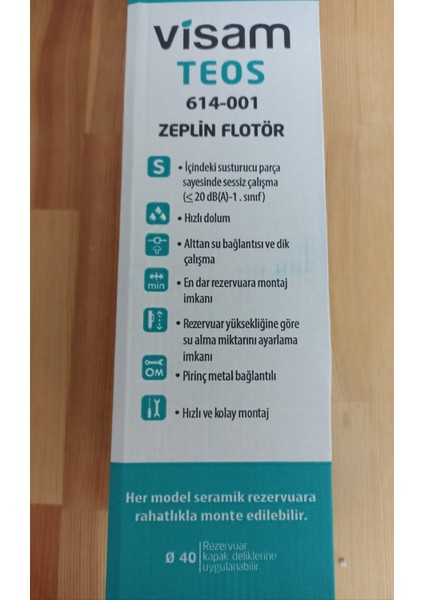 visam
TEOS
614-001
ZEPLİN FLOTÖR
S
• İçindeki susturucu parça
sayesinde sessiz çalışma
(≤ 20 dB(A)-1. sınıf)
• Hızlı dolum
• Alttan su bağlantısı ve dik
çalışma
min
• En dar rezervuara montaj
imkanı
• Rezervuar yüksekliğine göre
su alma miktarını ayarlama
imkanı
OM
• Pirinç metal bağlantılı
• Hızlı ve kolay montaj
Her model seramik rezervuara
rahatlıkla monte edilebilir.
Ø 40
Rezervuar
kapak deliklerine
uygulanabilir